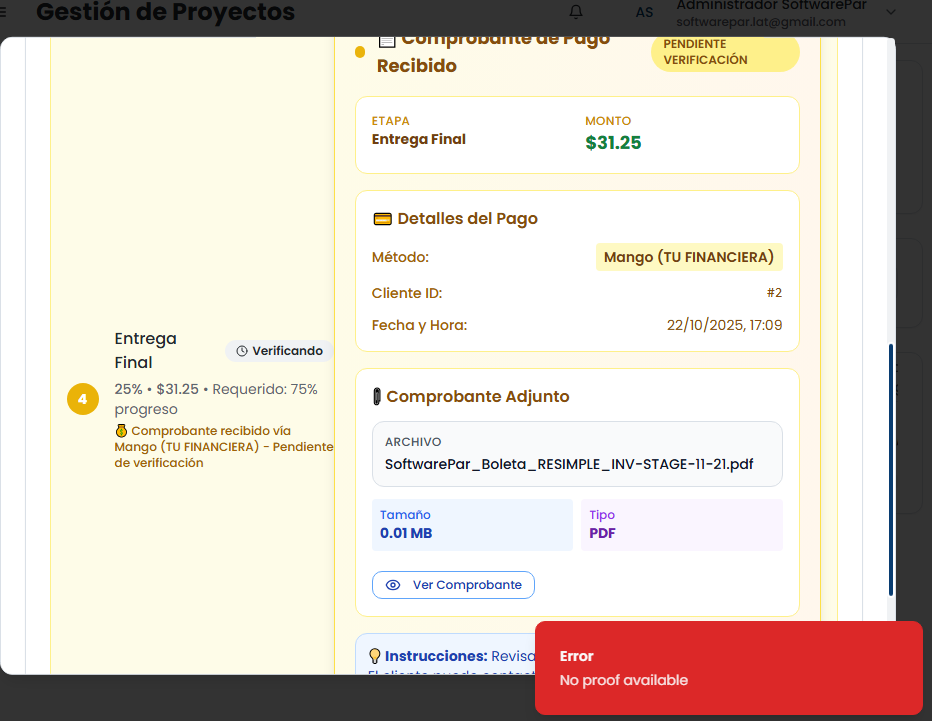 Gestión de Proyectos
AS
Administrador SoftwarePar
softwarepar.lat@gmail.com
Comprobante de Pago
Recibido
PENDIENTE
VERIFICACIÓN
ETAPA
Entrega Final
MONTO
$31.25
Detalles del Pago
Método:
Mango (TU FINANCIERA)
Cliente ID:
#2
Fecha y Hora:
22/10/2025, 17:09
4
Entrega
Final
Verificando
25% • $31.25 • Requerido: 75%
progreso
Comprobante recibido vía
Mango (TU FINANCIERA) - Pendiente
de verificación
Comprobante Adjunto
ARCHIVO
SoftwarePar_Boleta_RESIMPLE_INV-STAGE-11-21.pdf
Tamaño
0.01 MB
Tipo
PDF
Ver Comprobante
Instrucciones: Revisa
El cliente puede contact
Error
No proof available